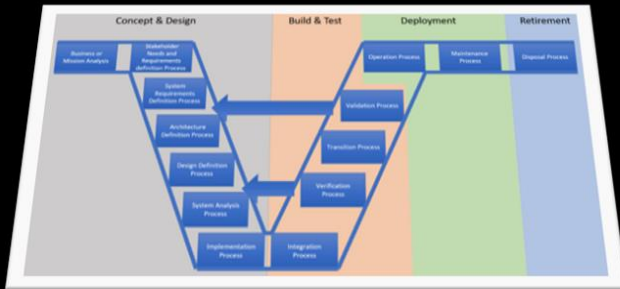 Concept & Design
Build & Test
Deployment
Retirement
Business or
Mission Analysis
Stakeholder
Needs and
Requirements
definition Process
Operation Process
Maintenance
Process
Disposal Process
System
Requirements
Definition Process
Validation Process
Architecture
Definition Process
Transition Process
Design Definition
Process
Verification
Process
System Analysis
Process
Implementation
Process
Integration
Process